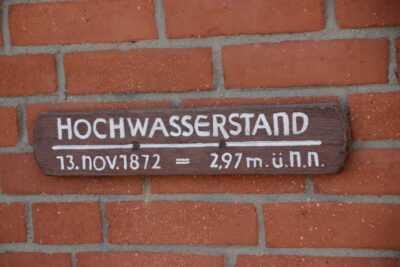 HOCHWASSERSTAND
13. NOV. 1872 = 2,97 m. ü. n. n.